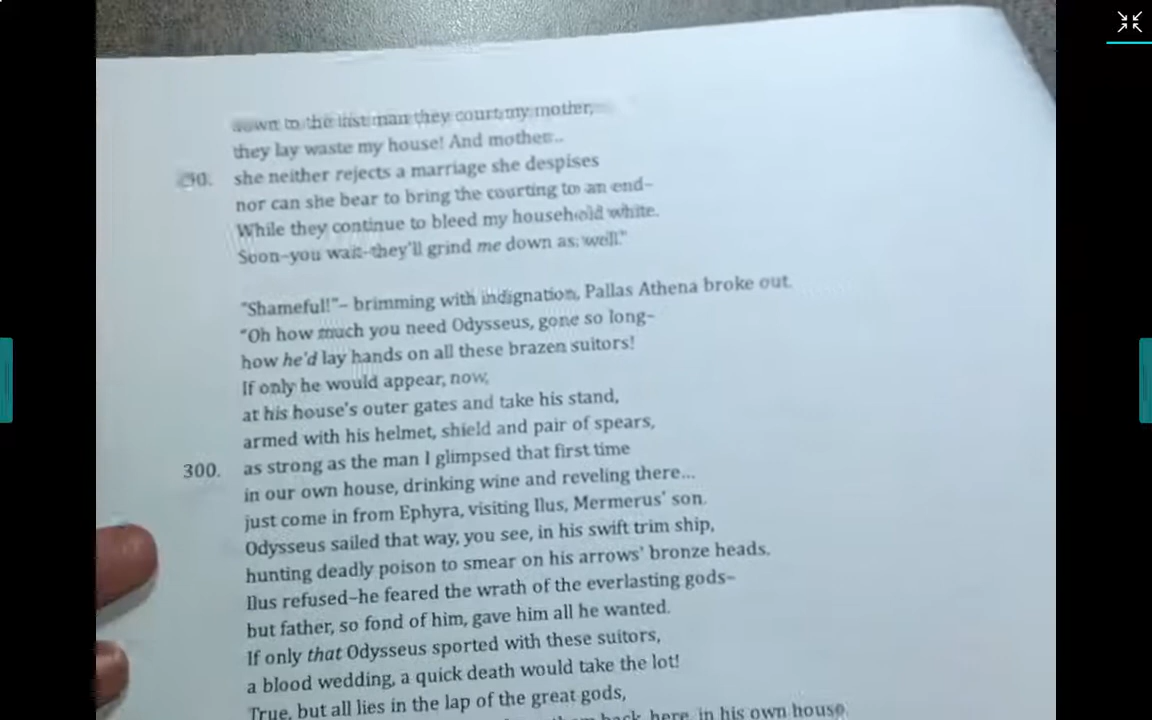 down to the last man they court my mother,
they lay waste my house! And mother...
she neither rejects a marriage she despises
nor can she bear to bring the courting to an end–
While they continue to bleed my household white.
Soon–you wait–they'll grind me down as well."
"Shameful!"– brimming with indignation, Pallas Athena broke out.
"Oh how much you need Odysseus, gone so long–
how he'd lay hands on all these brazen suitors!
If only he would appear, now,
at his house's outer gates and take his stand,
armed with his helmet, shield and pair of spears,
300. as strong as the man I glimpsed that first time
in our own house, drinking wine and reveling there...
just come in from Ephyra, visiting Ilus, Mermerus' son.
Odysseus sailed that way, you see, in his swift trim ship,
hunting deadly poison to smear on his arrows' bronze heads.
Ilus refused–he feared the wrath of the everlasting gods–
but father, so fond of him, gave him all he wanted.
If only that Odysseus sported with these suitors,
a blood wedding, a quick death would take the lot!
True, but all lies in the lap of the great gods,
back, here, in his own house